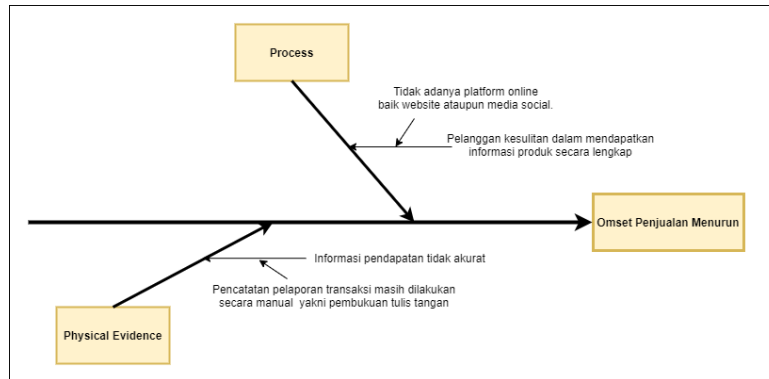 Process
Tidak adanya platform online
baik website ataupun media social.
Pelanggan kesulitan dalam mendapatkan
informasi produk secara lengkap
Omset Penjualan Menurun
Informasi pendapatan tidak akurat
Pencatatan pelaporan transaksi masih dilakukan
secara manual yakni pembukuan tulis tangan
Physical Evidence